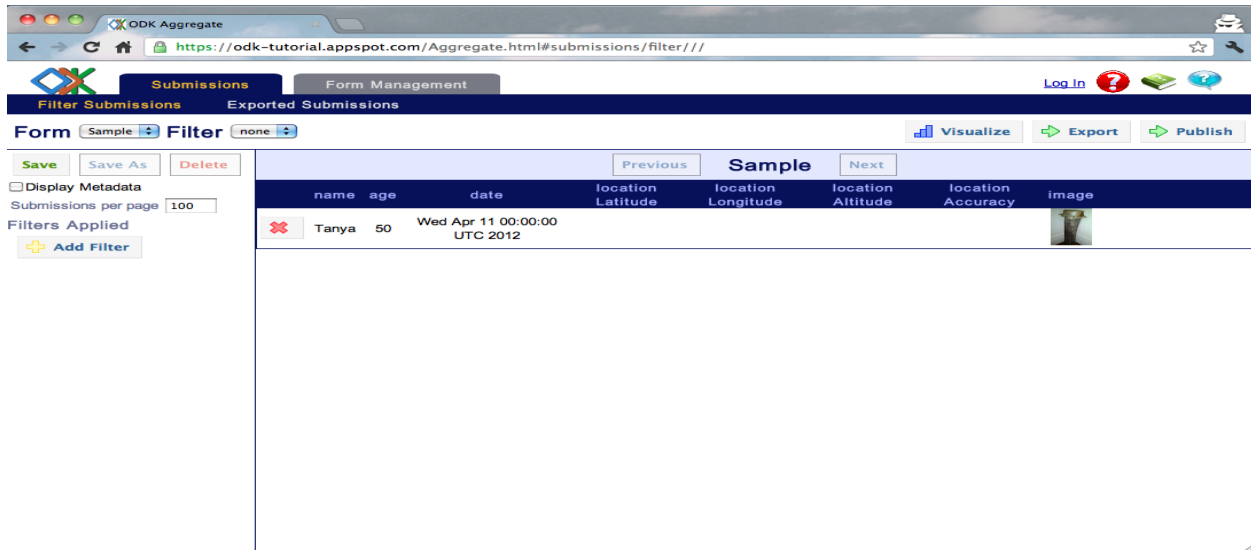 ODK Aggregate
https://odk-tutorial.appspot.com/Aggregate.html#submissions/filter///
Submissions Form Management Log In
Filter Submissions Exported Submissions
Form Sample Filter none Visualize Export Publish
Save Save As Delete Previous Sample Next
Display Metadata
Submissions per page 100
Filters Applied
Add Filter
name age date location Latitude location Longitude location Altitude location Accuracy image
Tanya 50 Wed Apr 11 00:00:00
UTC 2012